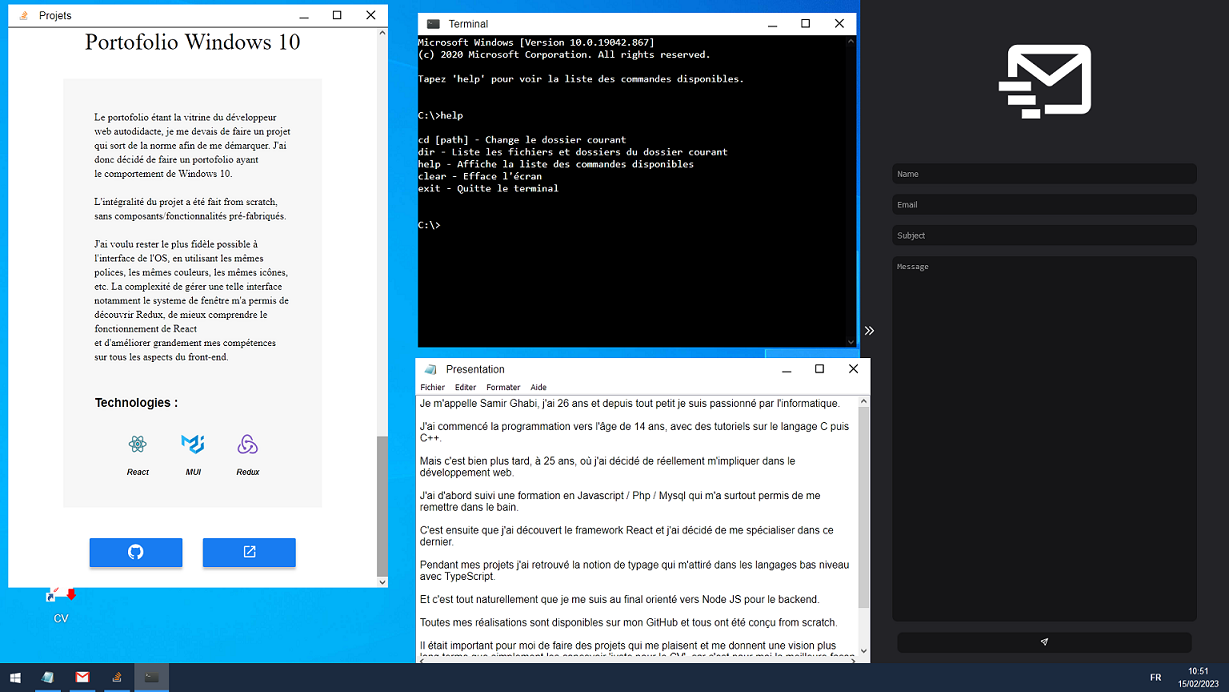 Projets
Portofolio Windows 10
Le portofolio étant la vitrine du développeur
web autodidacte, je me devais de faire un projet
qui sort de la norme afin de me démarquer. J'ai
donc décidé de faire un portofolio ayant
le comportement de Windows 10.
L'intégralité du projet a été fait from scratch,
sans composants/fonctionnalités pré-fabriqués.
J'ai voulu rester le plus fidèle possible à
l'interface de l'OS, en utilisant les mêmes
polices, les mêmes couleurs, les mêmes icônes,
etc. La complexité de gérer une telle interface
notamment le systeme de fenêtre m'a permis de
découvrir Redux, de mieux comprendre le
fonctionnement de React
et d'améliorer grandement mes compétences
sur tous les aspects du front-end.
Technologies :
React
MUI
Redux
CV
Terminal
Microsoft Windows [Version 10.0.19042.867]
(c) 2020 Microsoft Corporation. All rights reserved.
Tapez 'help' pour voir la liste des commandes disponibles.
C:\>help
cd [path] - Change le dossier courant
dir - Liste les fichiers et dossiers du dossier courant
help - Affiche la liste des commandes disponibles
clear - Efface l'écran
exit - Quitte le terminal
C:\>
Presentation
Fichier Editer Formater Aide
Je m'appelle Samir Ghabi, j'ai 26 ans et depuis tout petit je suis passionné par l'informatique.
J'ai commencé la programmation vers l'âge de 14 ans, avec des tutoriels sur le langage C puis
C++.
Mais c'est bien plus tard, à 25 ans, où j'ai décidé de réellement m'impliquer dans le
développement web.
J'ai d'abord suivi une formation en Javascript / Php / Mysql qui m'a surtout permis de me
remettre dans le bain.
C'est ensuite que j'ai découvert le framework React et j'ai décidé de me spécialiser dans ce
dernier.
Pendant mes projets j'ai retrouvé la notion de typage qui m'attiré dans les langages bas niveau
avec TypeScript.
Et c'est tout naturellement que je me suis au final orienté vers Node JS pour le backend.
Toutes mes réalisations sont disponibles sur mon GitHub et tous ont été conçu from scratch.
Il était important pour moi de faire des projets qui me plaisent et me donnent une vision plus
long terme que simplement les concevoir 'juste pour le CV', car c'est pour moi la meilleure façon
Name
Email
Subject
Message
FR
10:51
15/02/2023